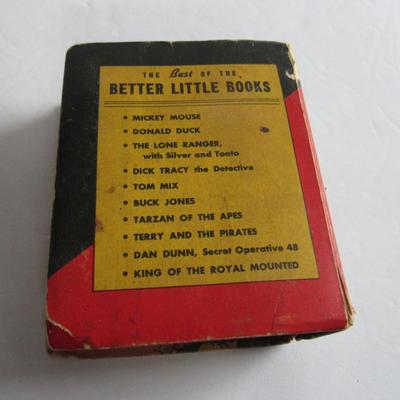 THE Best OF THE
BETTER LITTLE BOOKS
• MICKEY MOUSE
• DONALD DUCK
• THE LONE RANGER,
with Silver and Tonto
• DICK TRACY the Detective
• TOM MIX
• BUCK JONES
• TARZAN OF THE APES
• TERRY AND THE PIRATES
• DAN DUNN, Secret Operative 48
• KING OF THE ROYAL MOUNTED